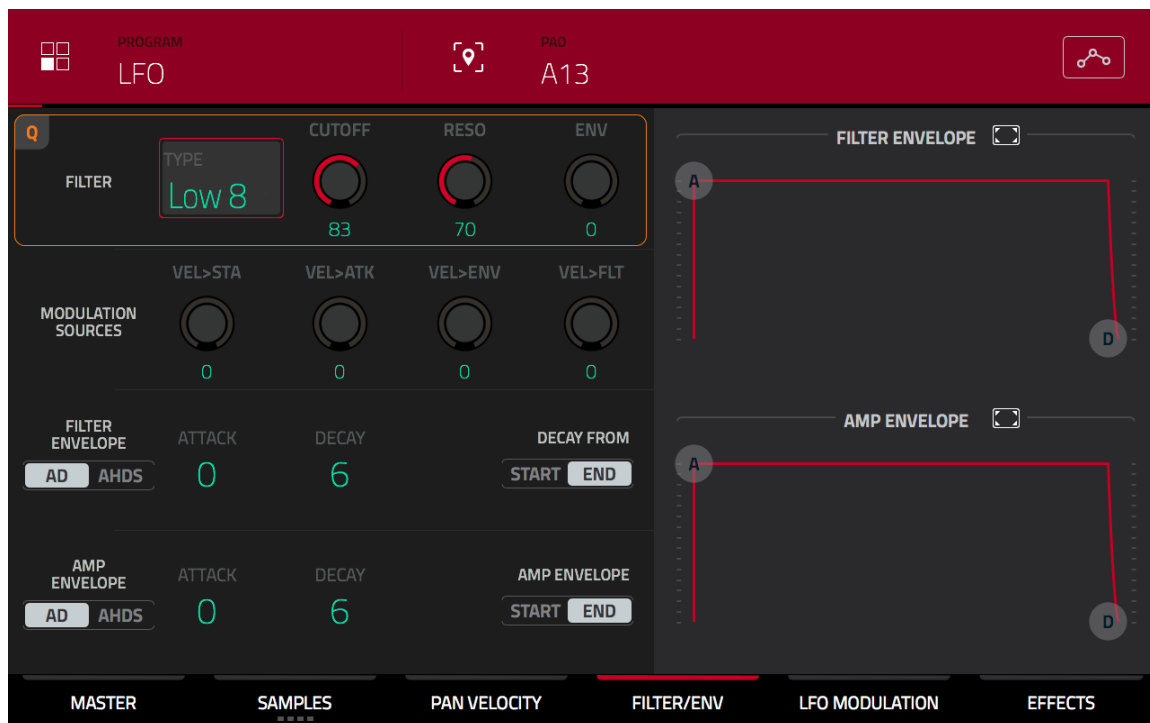 PROGRAM
LFO
PAD
A13
Q
FILTER
TYPE
Low 8
CUTOFF
83
RESO
70
ENV
0
MODULATION
SOURCES
VEL>STA
0
VEL>ATK
0
VEL>ENV
0
VEL>FLT
0
FILTER
ENVELOPE
AD AHDS
ATTACK
0
DECAY
6
DECAY FROM
START END
AMP
ENVELOPE
AD AHDS
ATTACK
0
DECAY
6
AMP ENVELOPE
START END
FILTER ENVELOPE
A
D
AMP ENVELOPE
A
D
MASTER SAMPLES PAN VELOCITY FILTER/ENV LFO MODULATION EFFECTS